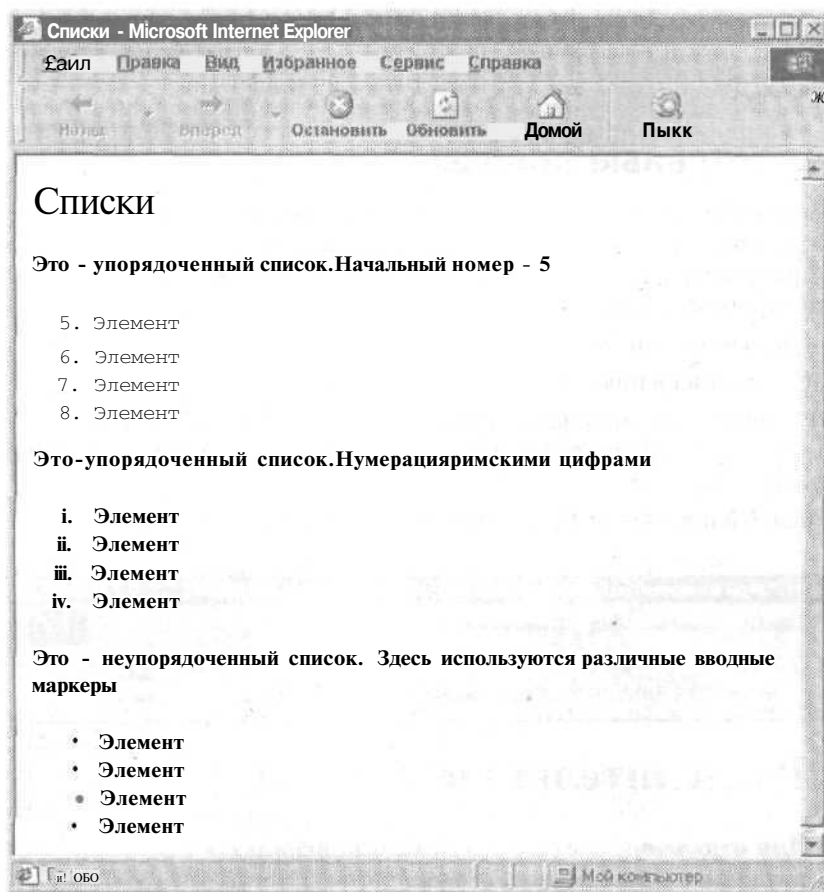 Списки - Microsoft Internet Explorer
£аил Правка Вид Избранное Сервис Справка
Назад Вперед Остановить Обновить Домой Пыкк
Списки
Это - упорядоченный список.Начальный номер - 5
5. Элемент
6. Элемент
7. Элемент
8. Элемент
Это-упорядоченный список.Нумерацияримскими цифрами
i. Элемент
ii. Элемент
iii. Элемент
iv. Элемент
Это - неупорядоченный список. Здесь используются различные вводные
маркеры
• Элемент
• Элемент
• Элемент
• Элемент
ОБО Мой компьютер